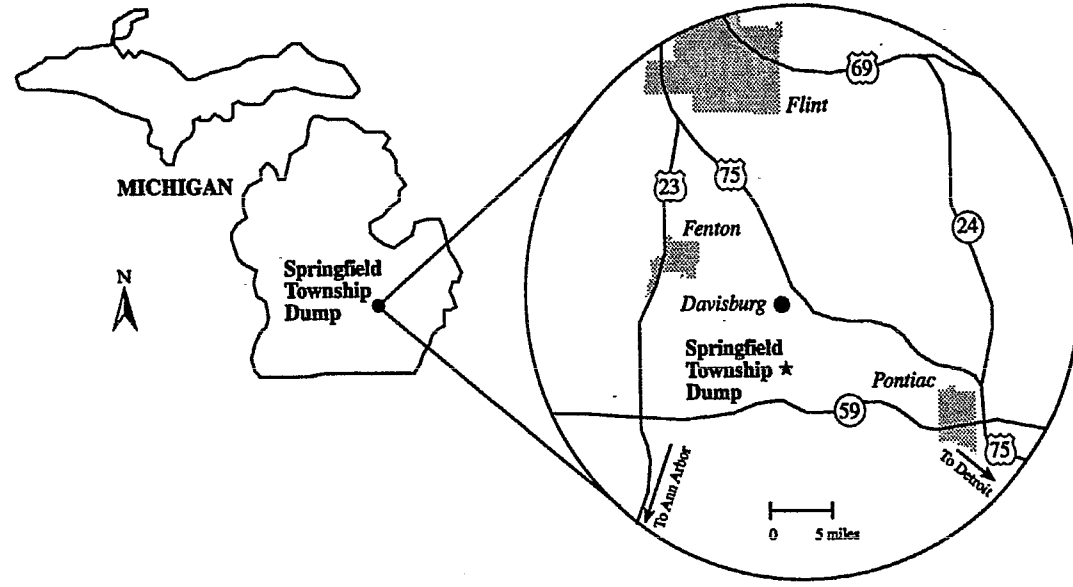 MICHIGAN
N
Springfield
Township
Dump
69
Flint
23
75
Fenton
24
Davisburg
Springfield
Township
Dump
Pontiac
59
75
To Ann Arbor
To Detroit
0 5 miles